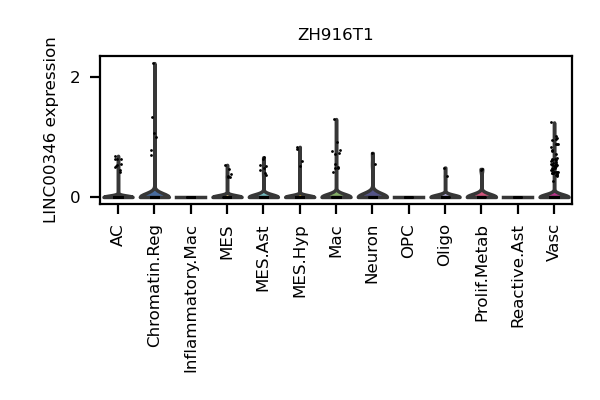 ZH916T1
LINC00346 expression
2
0
AC
Chromatin.Reg
Inflammatory.Mac
MES
MES.Ast
MES.Hyp
Mac
Neuron
OPC
Oligo
Prolif.Metab
Reactive.Ast
Vasc